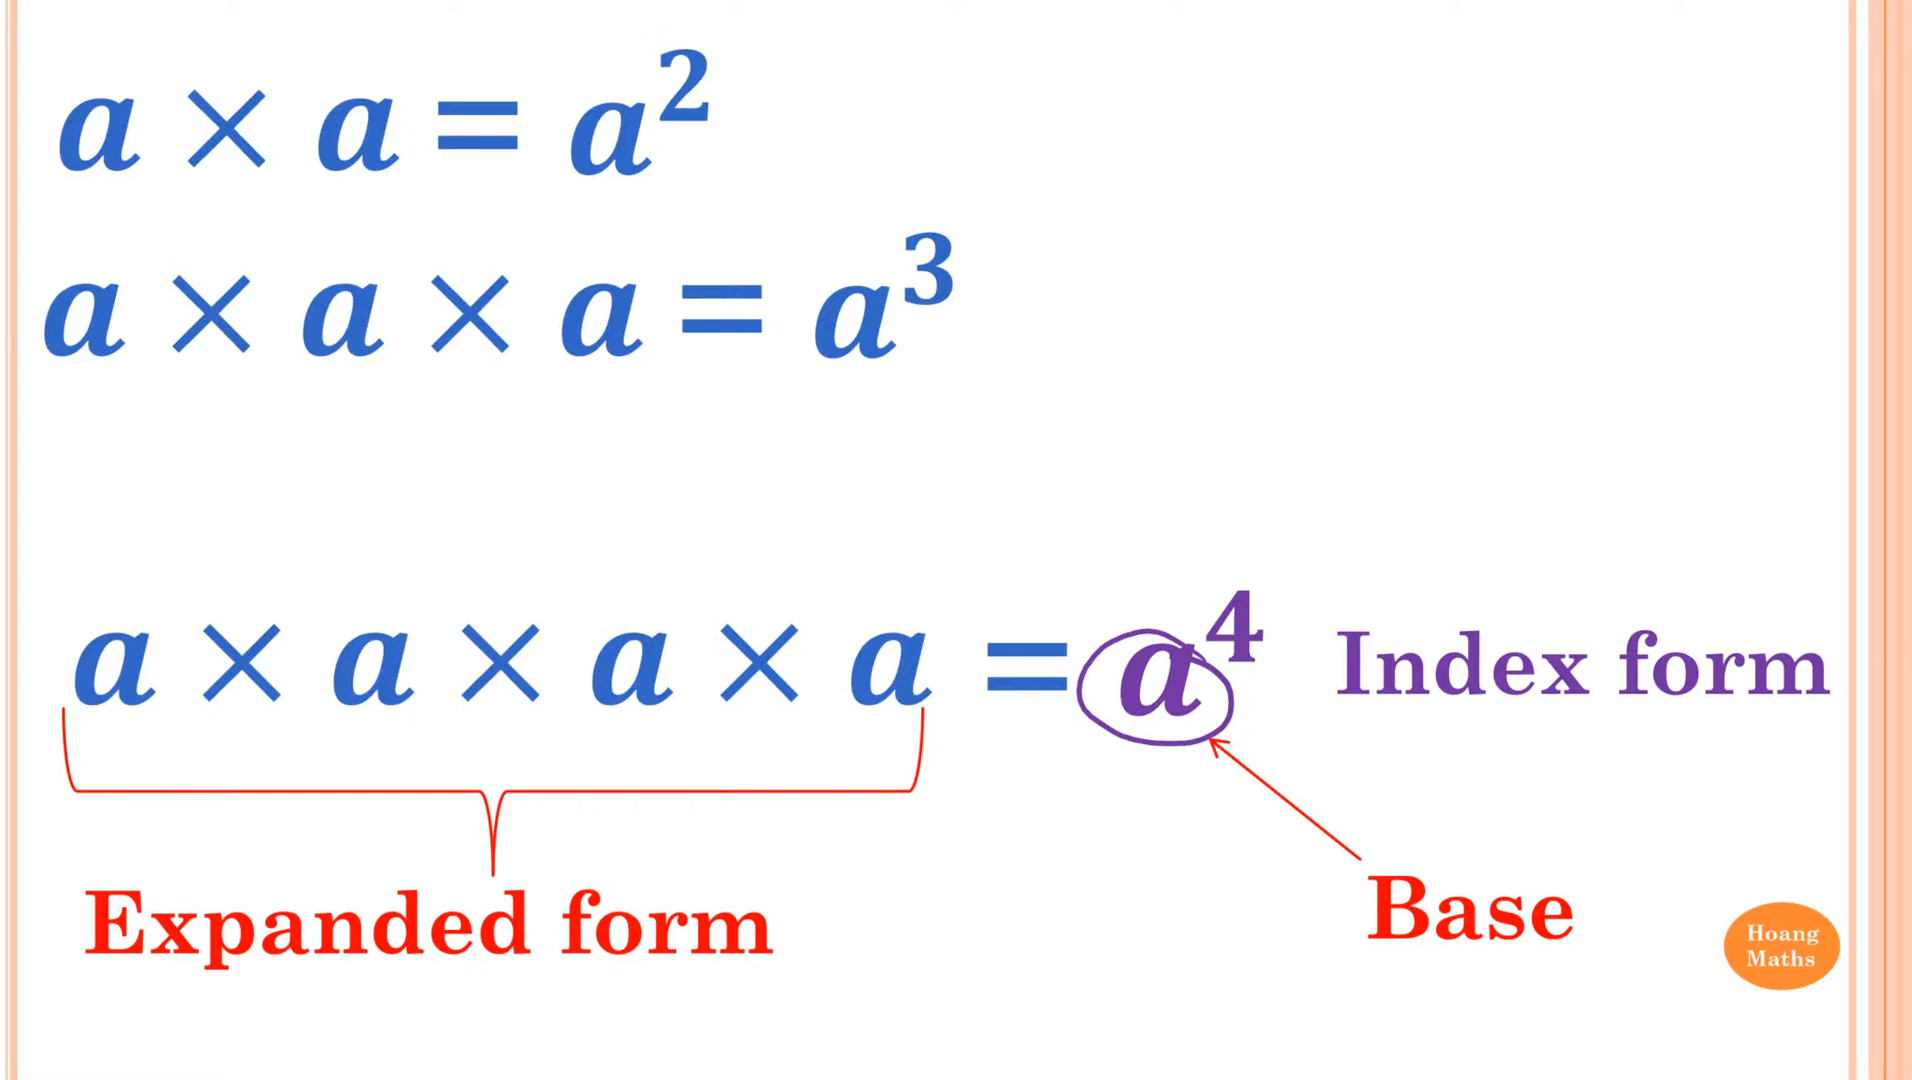 a × a = a²
a × a × a = a³
a × a × a × a = a⁴ Index form
Expanded form
Base
Hoang
Maths